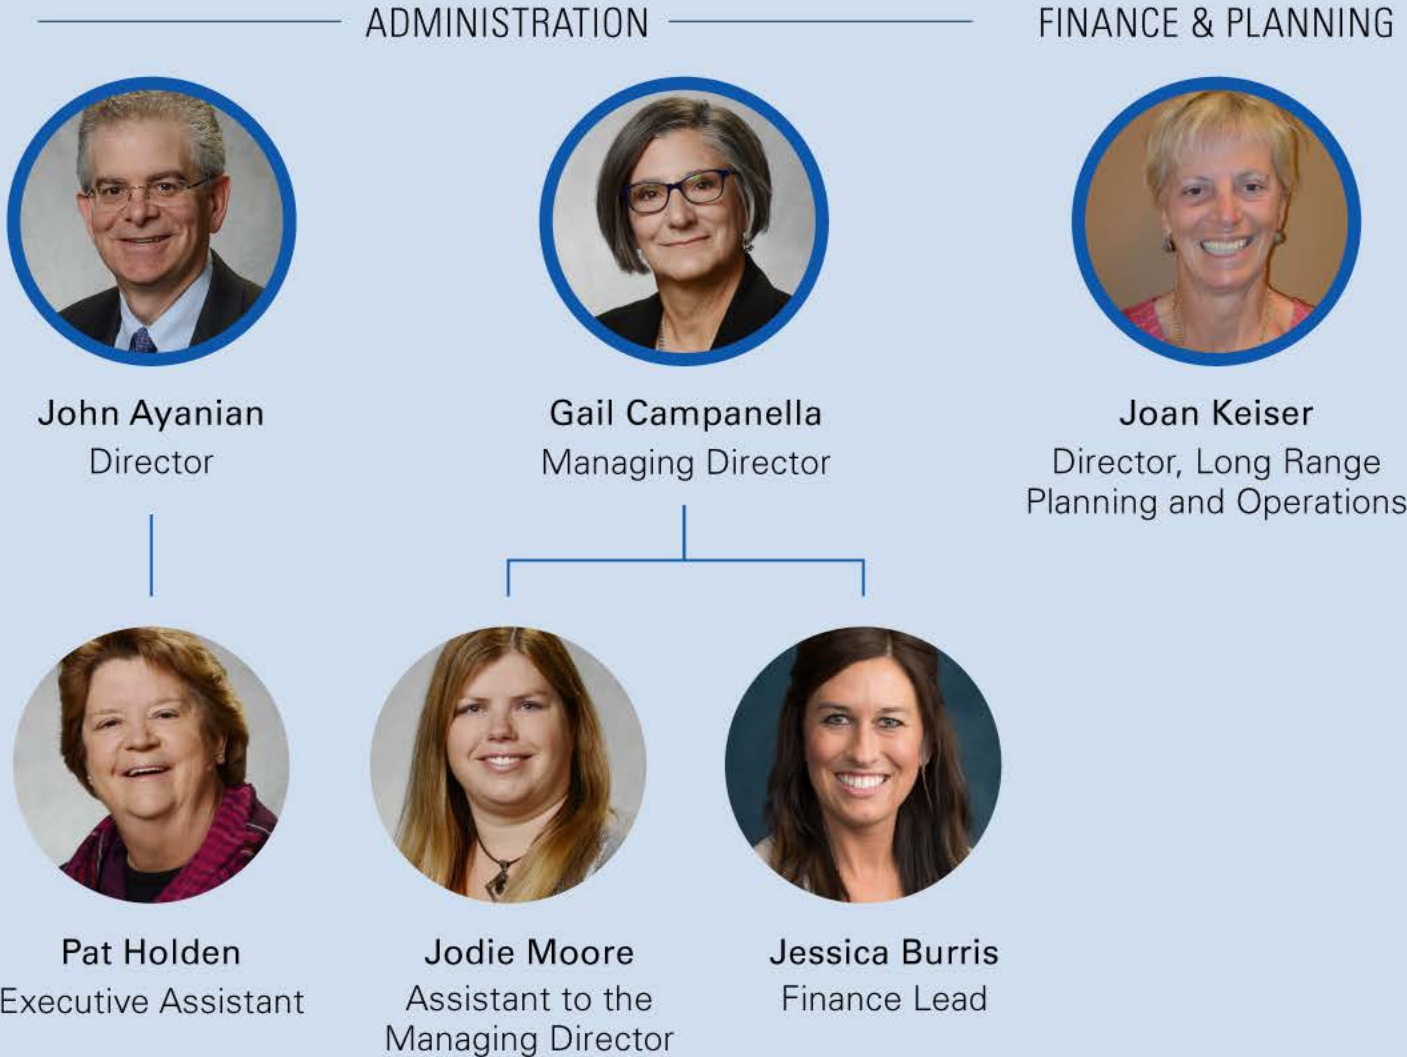 ADMINISTRATION
FINANCE & PLANNING
John Ayanian
Director
Gail Campanella
Managing Director
Joan Keiser
Director, Long Range
Planning and Operations
Pat Holden
Executive Assistant
Jodie Moore
Assistant to the
Managing Director
Jessica Burris
Finance Lead